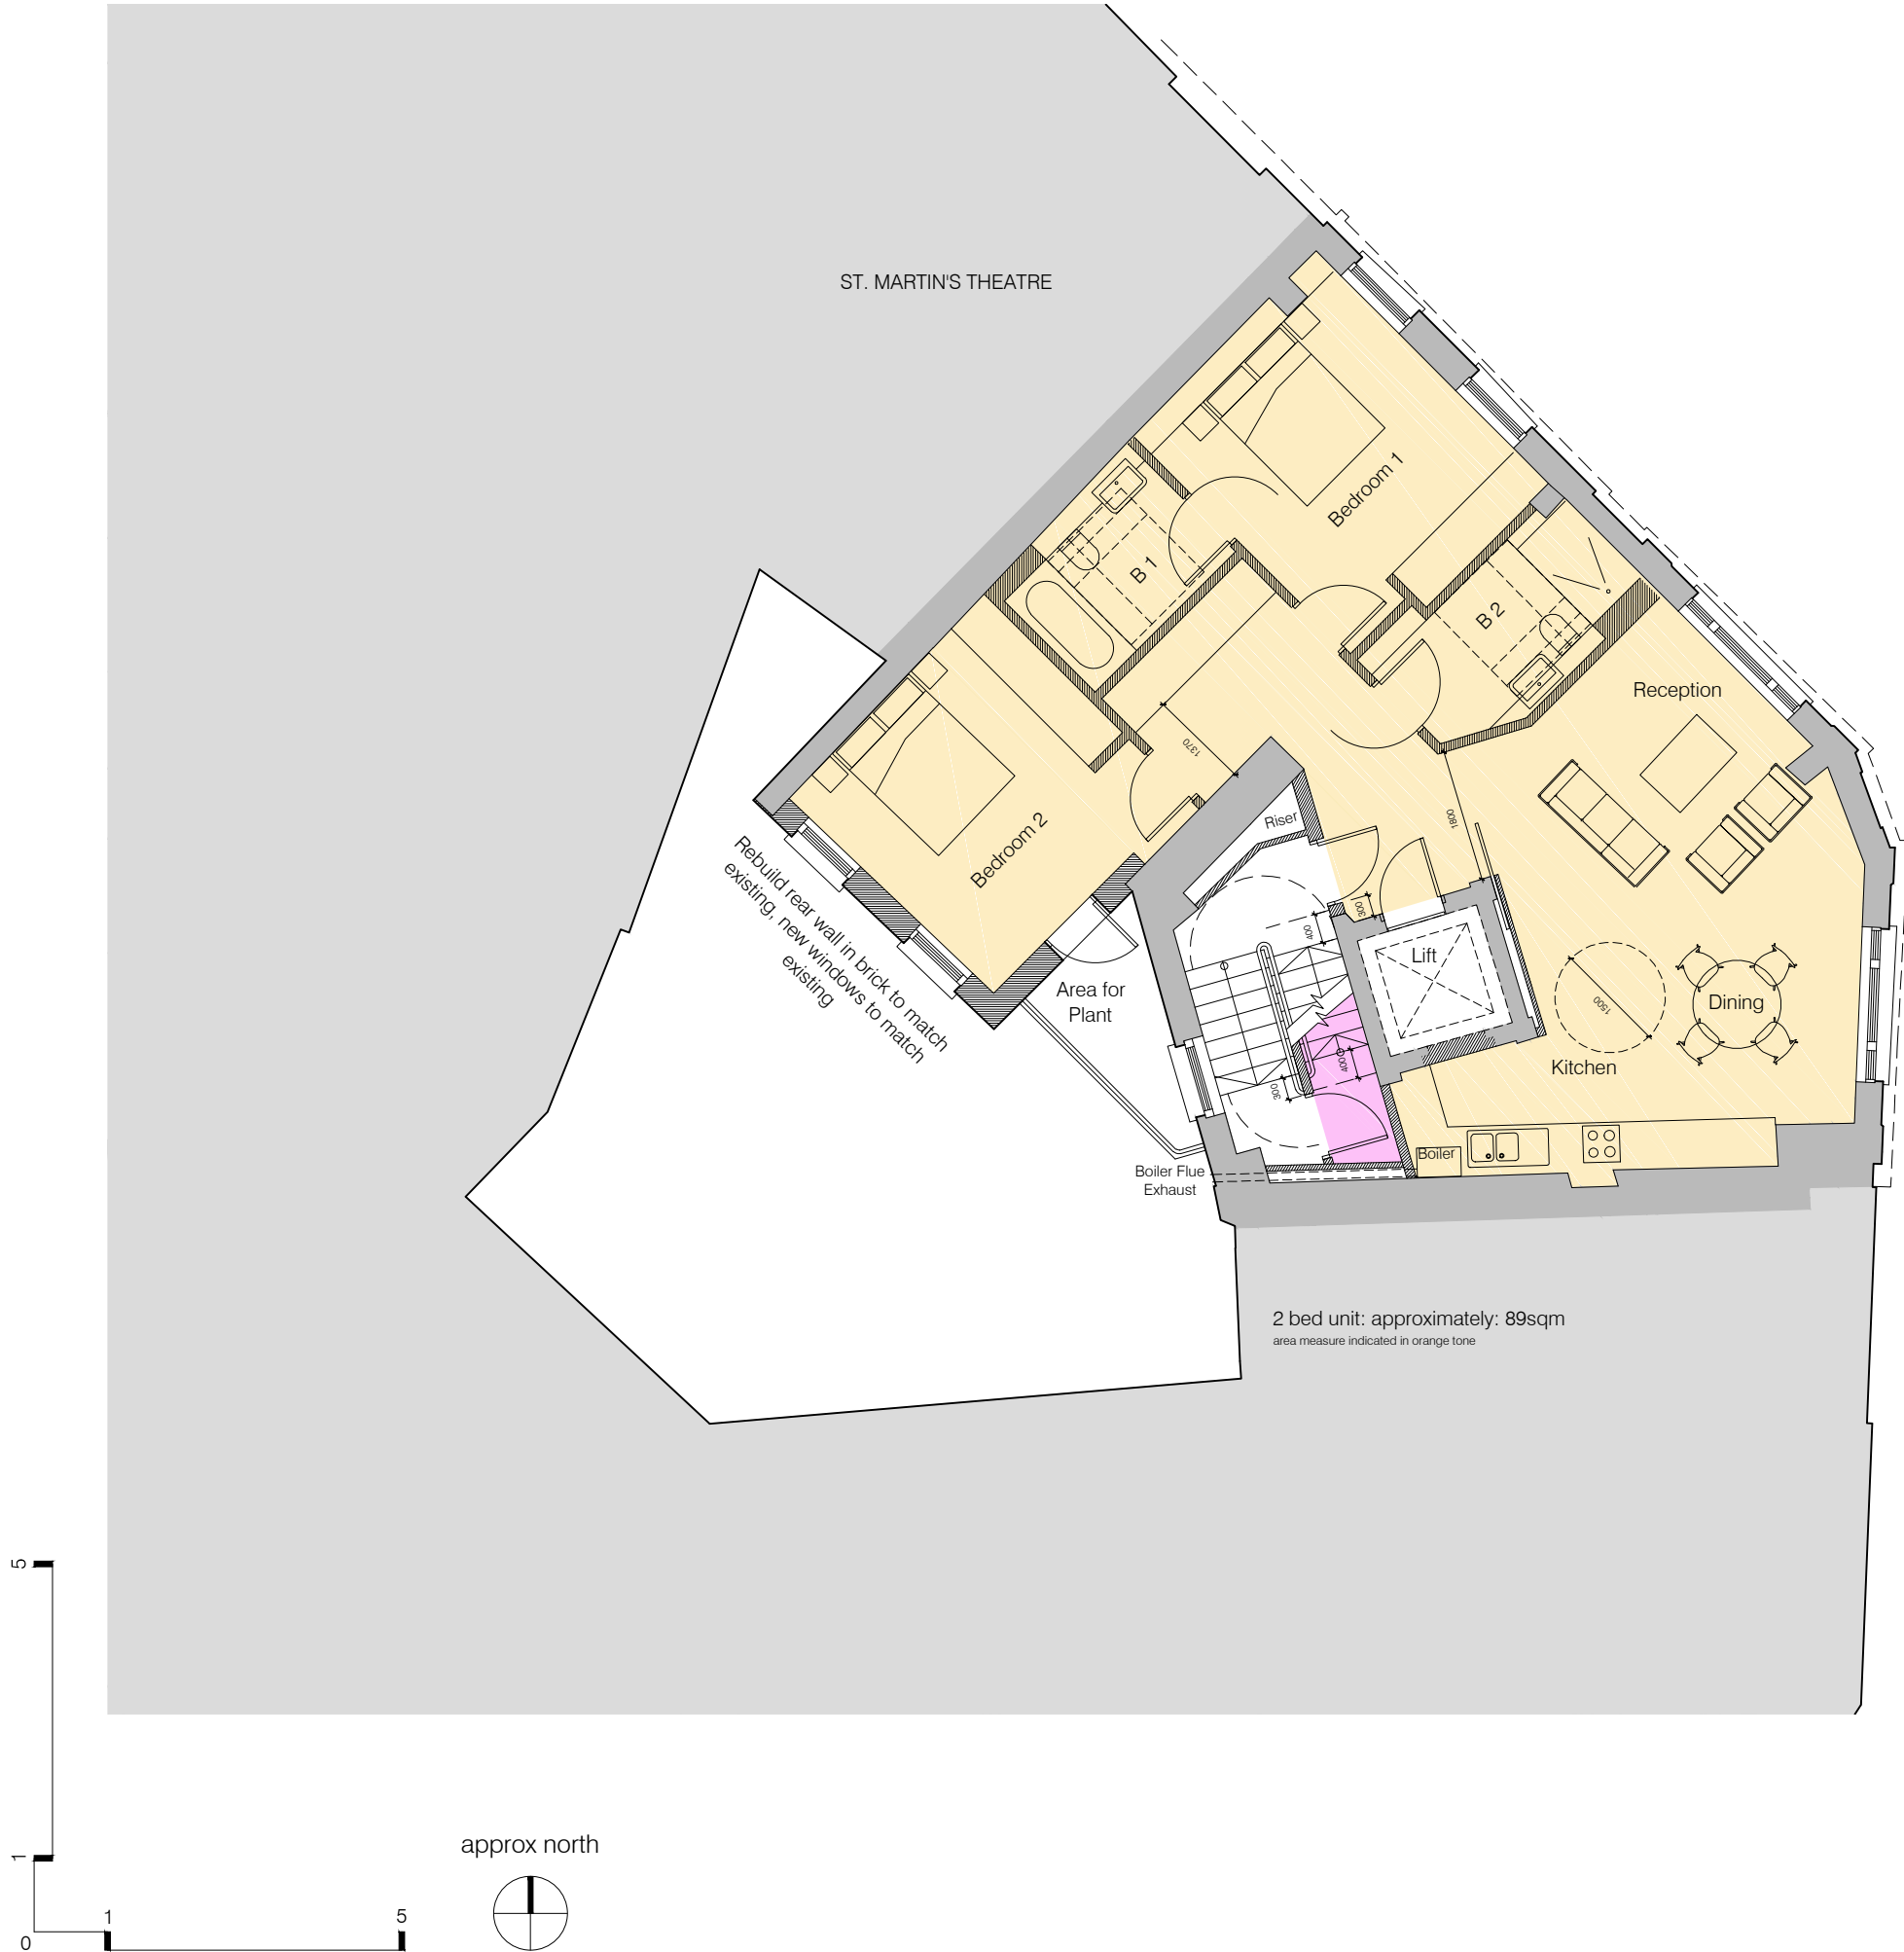 ST. MARTIN'S THEATRE
Bedroom 1
B 1
B 2
Reception
1370
Bedroom 2
Riser
1800
300
400
Lift
Rebuild rear wall in brick to match
existing, new windows to match
existing
Area for
Plant
Dining
1500
Kitchen
400
300
Boiler
Boiler Flue
Exhaust
2 bed unit: approximately: 89sqm
area measure indicated in orange tone
5
1
0
1
5
approx north